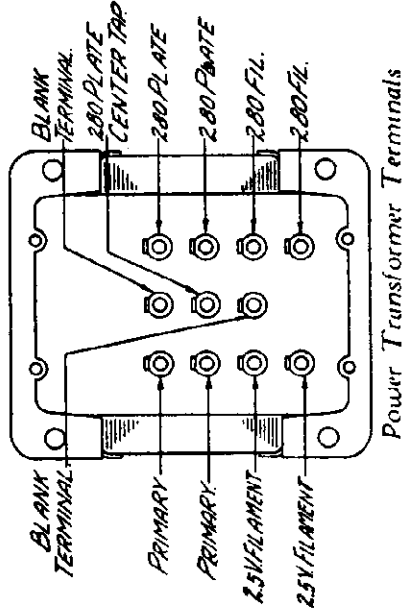 BLANK
TERMINAL
PRIMARY
PRIMARY.
2.5V FILAMENT
2.5V FILAMENT
BLANK
TERMINAL.
280 PLATE
CENTER TAP.
280 PLATE
280 PLATE
280 FIL.
280 FIL.
Power Transformer Terminals